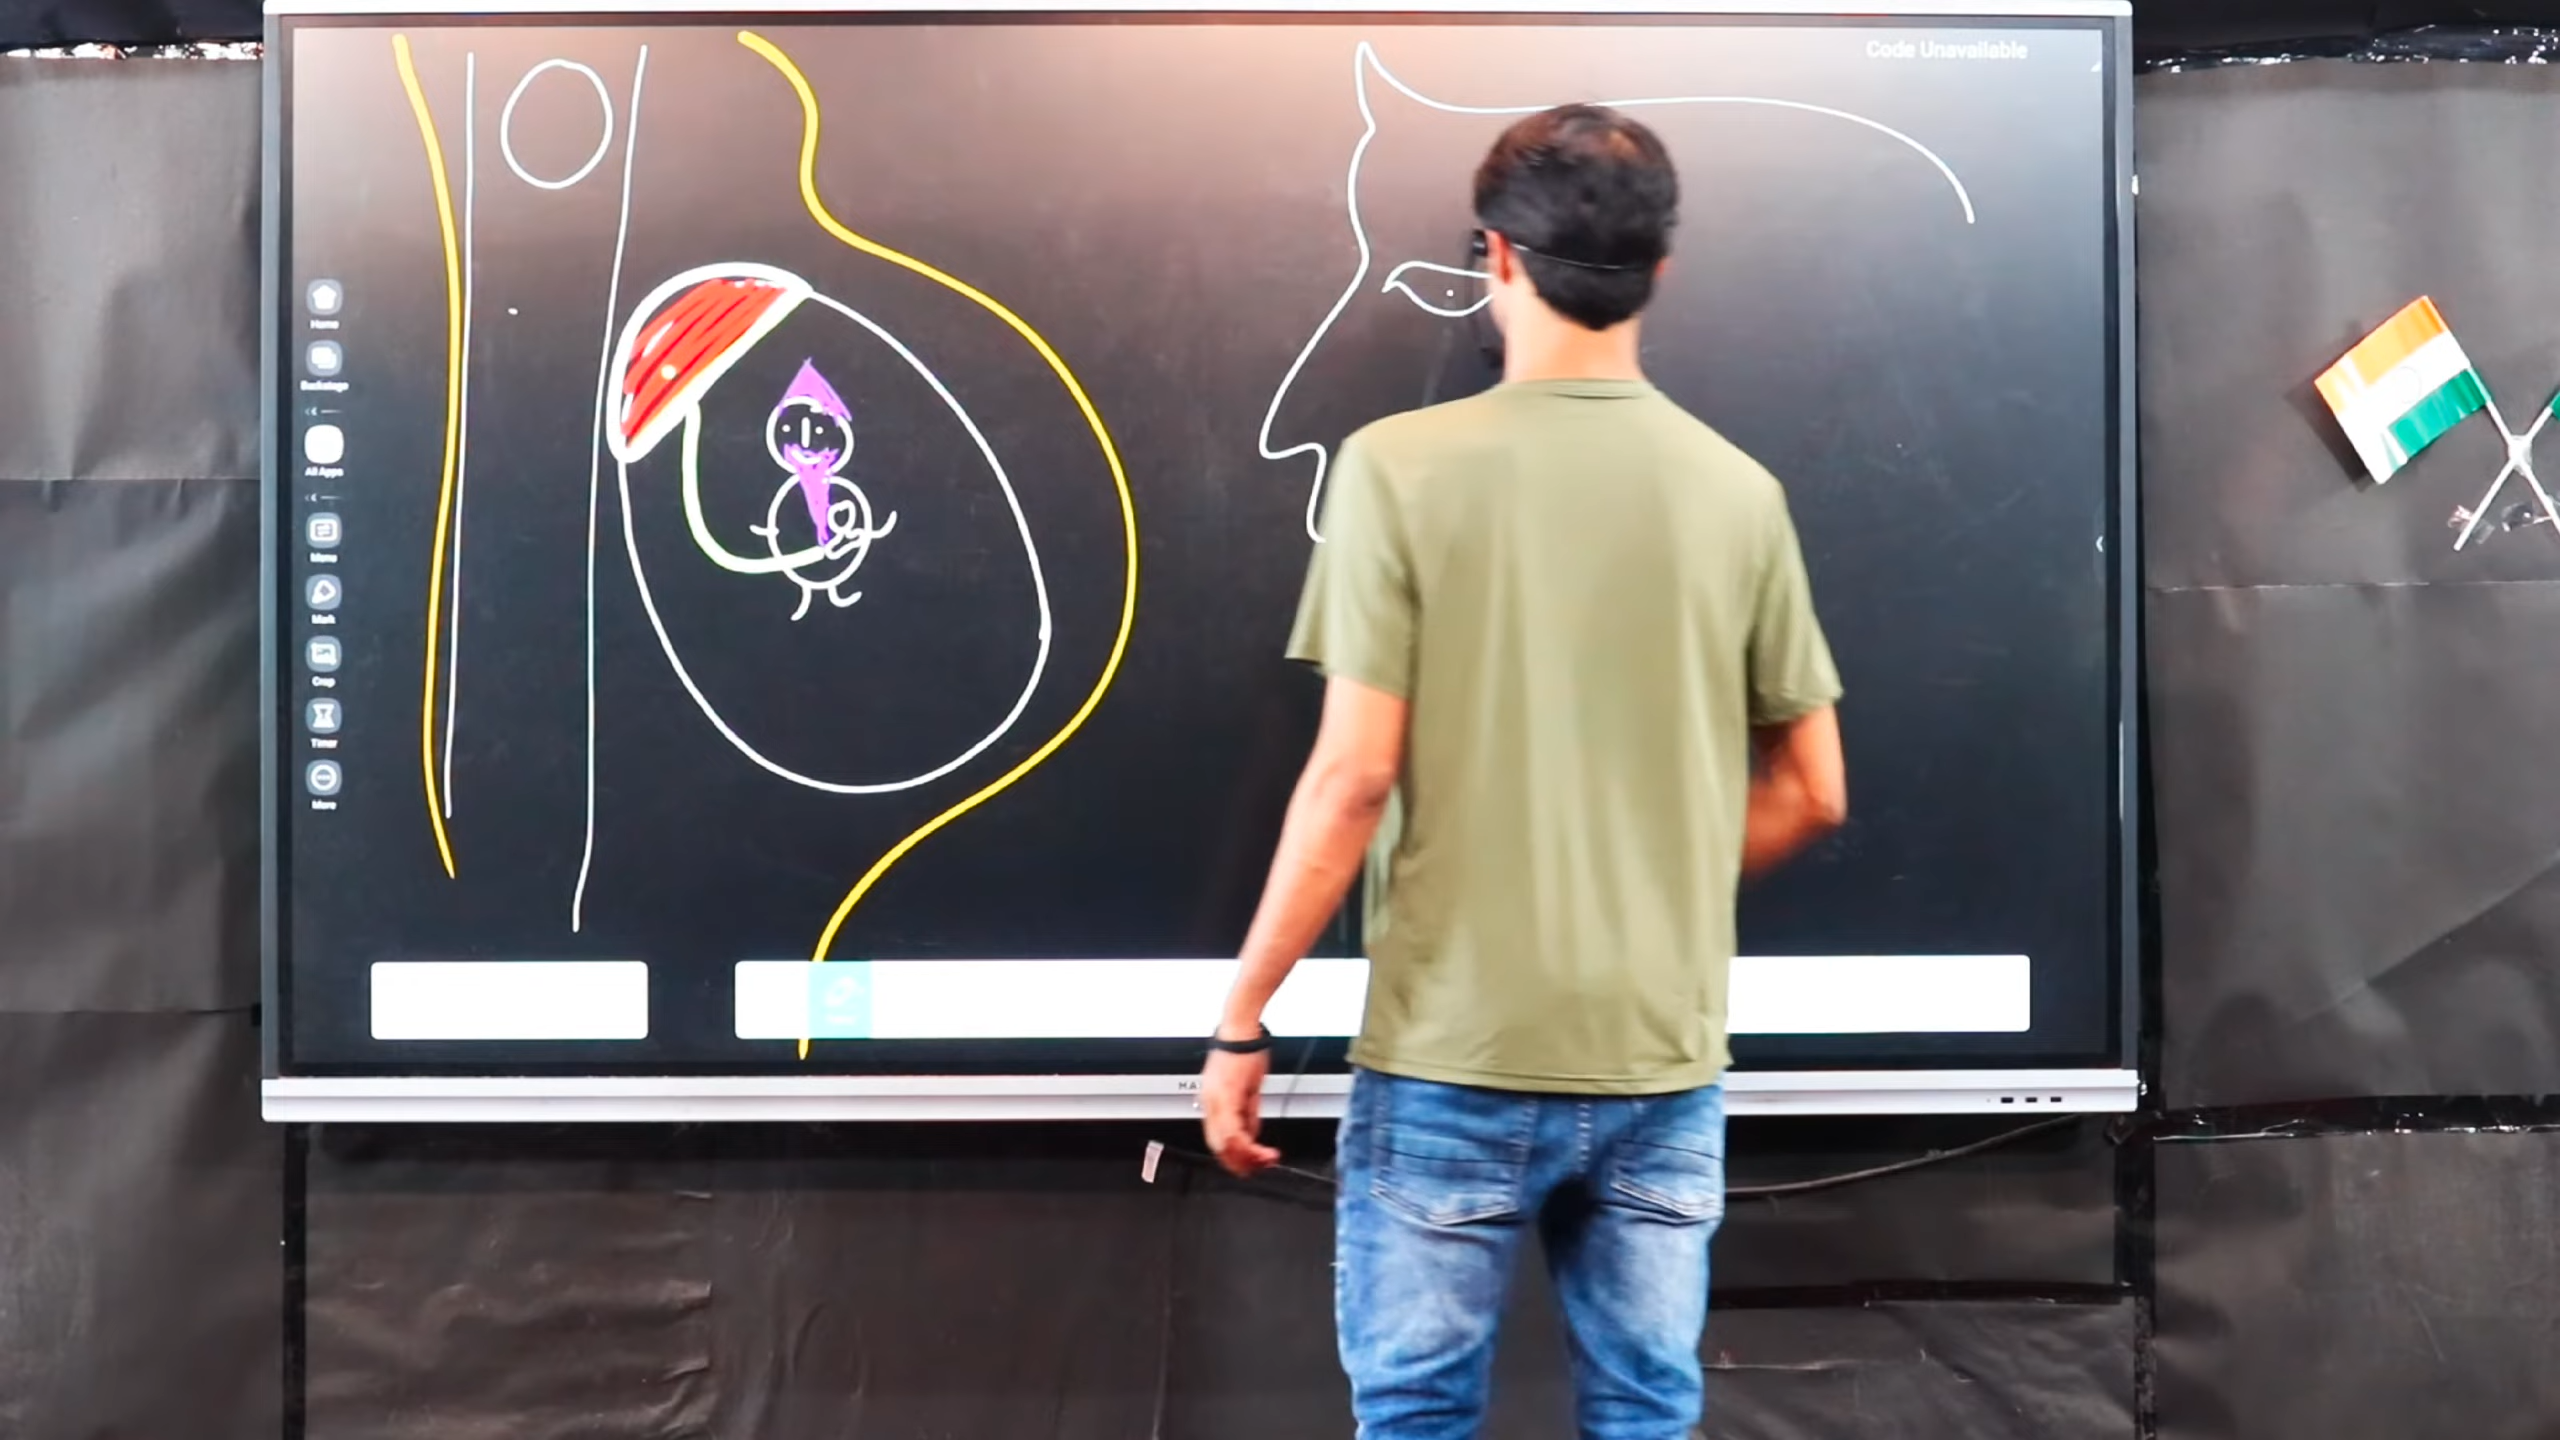 Code Unavailable
Home
Backstage
All Apps
Menu
Mark
Crop
Timer
More